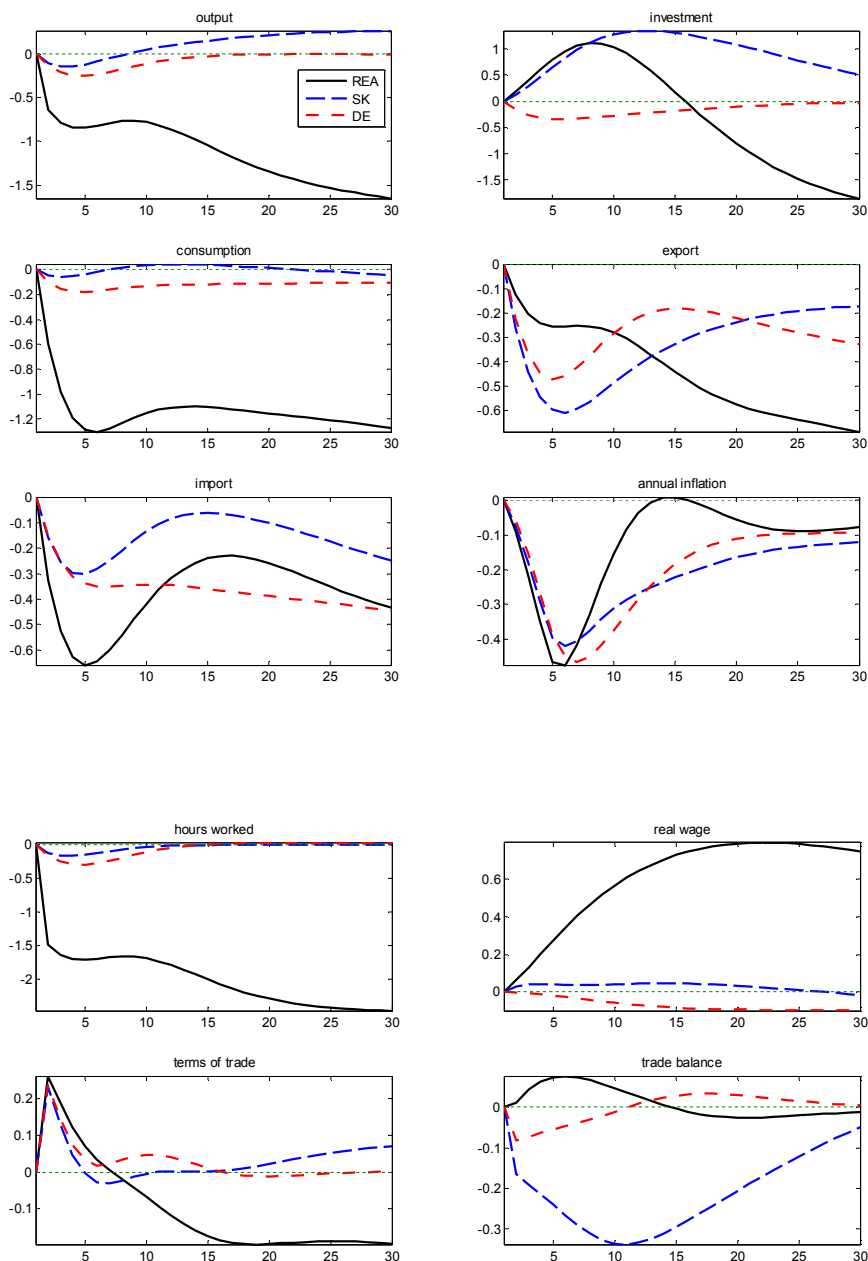 output
0
-0.5
-1
-1.5
5 10 15 20 25 30
REA
SK
DE
investment
1
0.5
0
-0.5
-1
-1.5
5 10 15 20 25 30
consumption
0
-0.2
-0.4
-0.6
-0.8
-1
-1.2
5 10 15 20 25 30
export
0
-0.1
-0.2
-0.3
-0.4
-0.5
-0.6
5 10 15 20 25 30
import
0
-0.1
-0.2
-0.3
-0.4
-0.5
-0.6
5 10 15 20 25 30
annual inflation
0
-0.1
-0.2
-0.3
-0.4
5 10 15 20 25 30
hours worked
0
-0.5
-1
-1.5
-2
5 10 15 20 25 30
real wage
0.6
0.4
0.2
0
5 10 15 20 25 30
terms of trade
0.2
0.1
0
-0.1
5 10 15 20 25 30
trade balance
0
-0.1
-0.2
-0.3
5 10 15 20 25 30